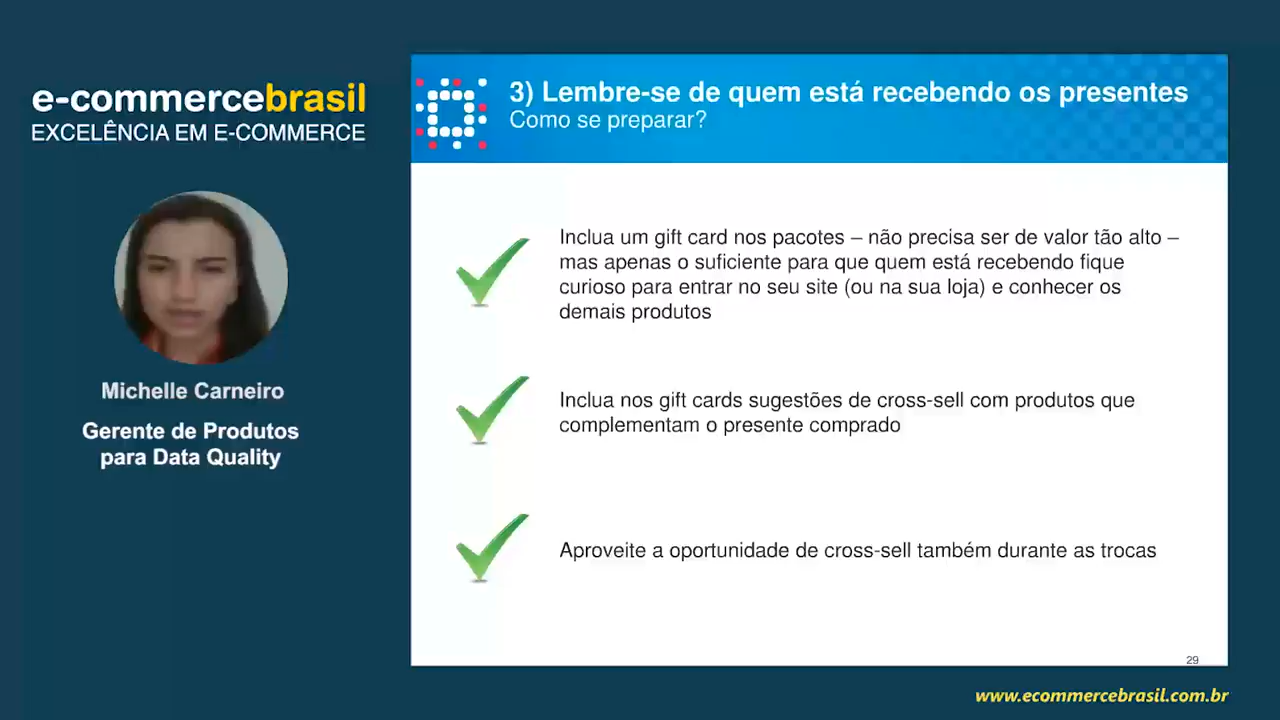 e-commercebrasil
EXCELÊNCIA EM E-COMMERCE
Michelle Carneiro
Gerente de Produtos
para Data Quality
3) Lembre-se de quem está recebendo os presentes
Como se preparar?
Inclua um gift card nos pacotes – não precisa ser de valor tão alto –
mas apenas o suficiente para que quem está recebendo fique
curioso para entrar no seu site (ou na sua loja) e conhecer os
demais produtos
Inclua nos gift cards sugestões de cross-sell com produtos que
complementam o presente comprado
Aproveite a oportunidade de cross-sell também durante as trocas
29
www.ecommercebrasil.com.br